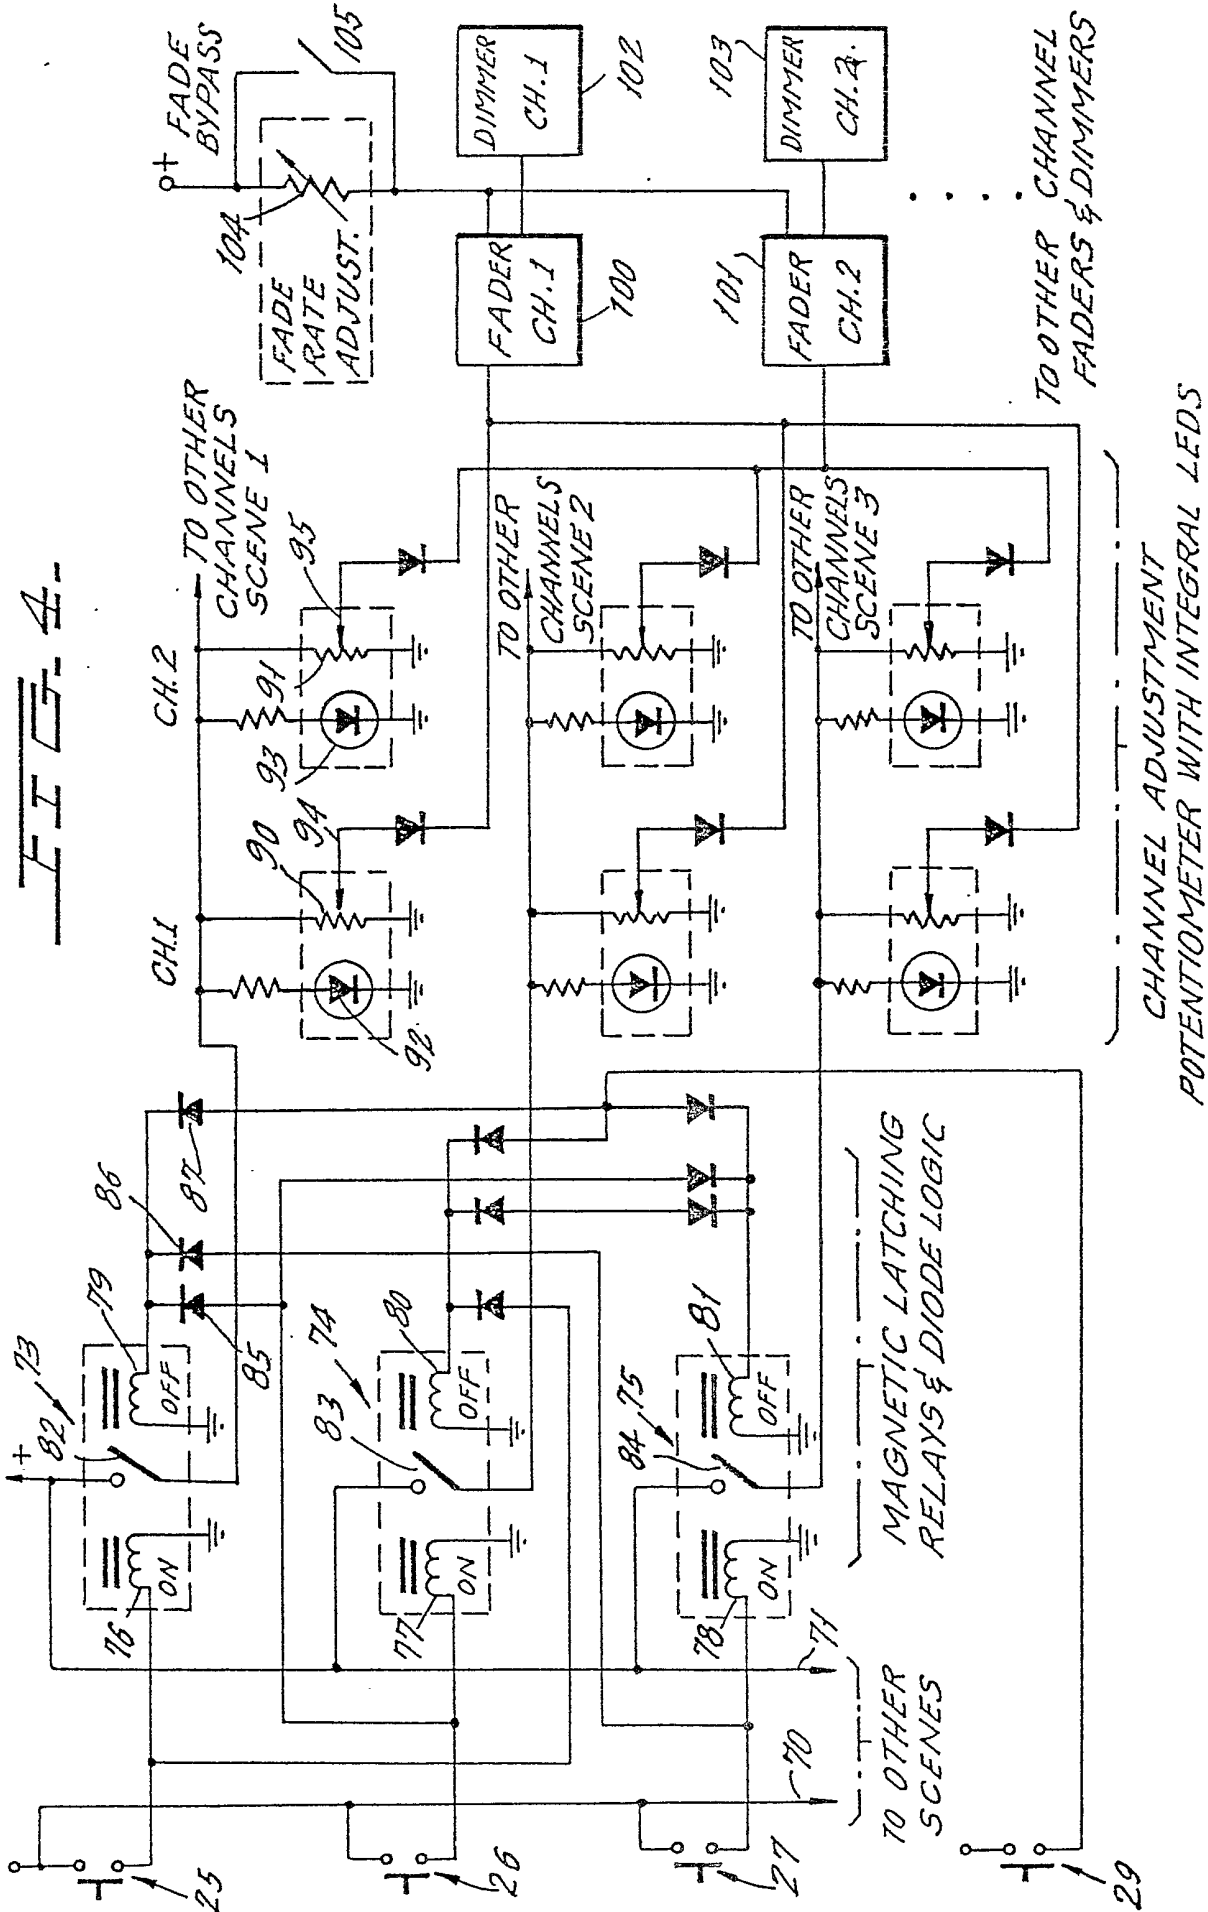 FIG. 4.
CH.1
CH. 2
TO OTHER
CHANNELS
SCENE 1
FADE
BYPASS
+
105
104
FADE
RATE
ADJUST.
+
73
82
79
86
87
85
76
ON
OFF
90
94
92
91
95
93
DIMMER
CH. 1
102
FADER
CH. 1
100
25
74
83
80
77
ON
OFF
TO OTHER
CHANNELS
SCENE 2
26
84
75
81
78
ON
OFF
TO OTHER
CHANNELS
SCENE 3
FADER
CH. 2
101
DIMMER
CH. 2.
103
27
70
71
TO OTHER
SCENES
MAGNETIC LATCHING
RELAYS & DIODE LOGIC
TO OTHER CHANNEL
FADERS & DIMMERS
29
CHANNEL ADJUSTMENT
POTENTIOMETER WITH INTEGRAL LEDS